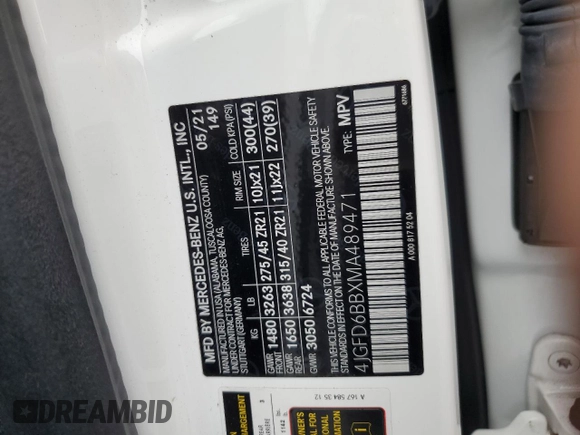 MFD BY MERCEDES-BENZ U.S. INTL., INC
MANUFACTURED IN USA (ALABAMA, TUSCALOOSA COUNTY)
UNDER CONTRACT FOR MERCEDES-BENZ AG,
STUTTGART (GERMANY)
05/21
149
KG LB TIRES RIM SIZE COLD KPA (PSI)
GAWR 1480 3263 275/45 ZR21 10Jx21 300(44)
GAWR REAR 1650 3638 315/40 ZR21 11Jx22 270(39)
GVWR 3050 6724
THIS VEHICLE CONFORMS TO ALL APPLICABLE FEDERAL MOTOR VEHICLE SAFETY
STANDARDS IN EFFECT ON THE DATE OF MANUFACTURE SHOWN ABOVE.
4JGFD6BBXMA489471
TYPE: MPV
A 000 817 52 04
A 167 584 35 12
3
1162
DREAMBID